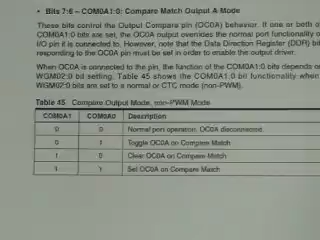 • Bits 7:6 – COM0A1:0: Compare Match Output A Mode
These bits control the Output Compare pin (OC0A) behavior. If one or both o
COM0A1:0 bits are set, the OC0A output overrides the normal port functionality o
I/O pin it is connected to. However, note that the Data Direction Register (DDR) bit
responding to the OC0A pin must be set in order to enable the output driver.
When OC0A is connected to the pin, the function of the COM0A1:0 bits depends on
WGM02:0 bit setting. Table 45 shows the COM0A1:0 bit functionality when
WGM02:0 bits are set to a normal or CTC mode (non-PWM).
Table 45 Compare Output Mode, non-PWM Mode
COM0A1 COM0A0 Description
0 0 Normal port operation, OC0A disconnected.
0 1 Toggle OC0A on Compare Match
1 0 Clear OC0A on Compare Match
1 1 Set OC0A on Compare Match